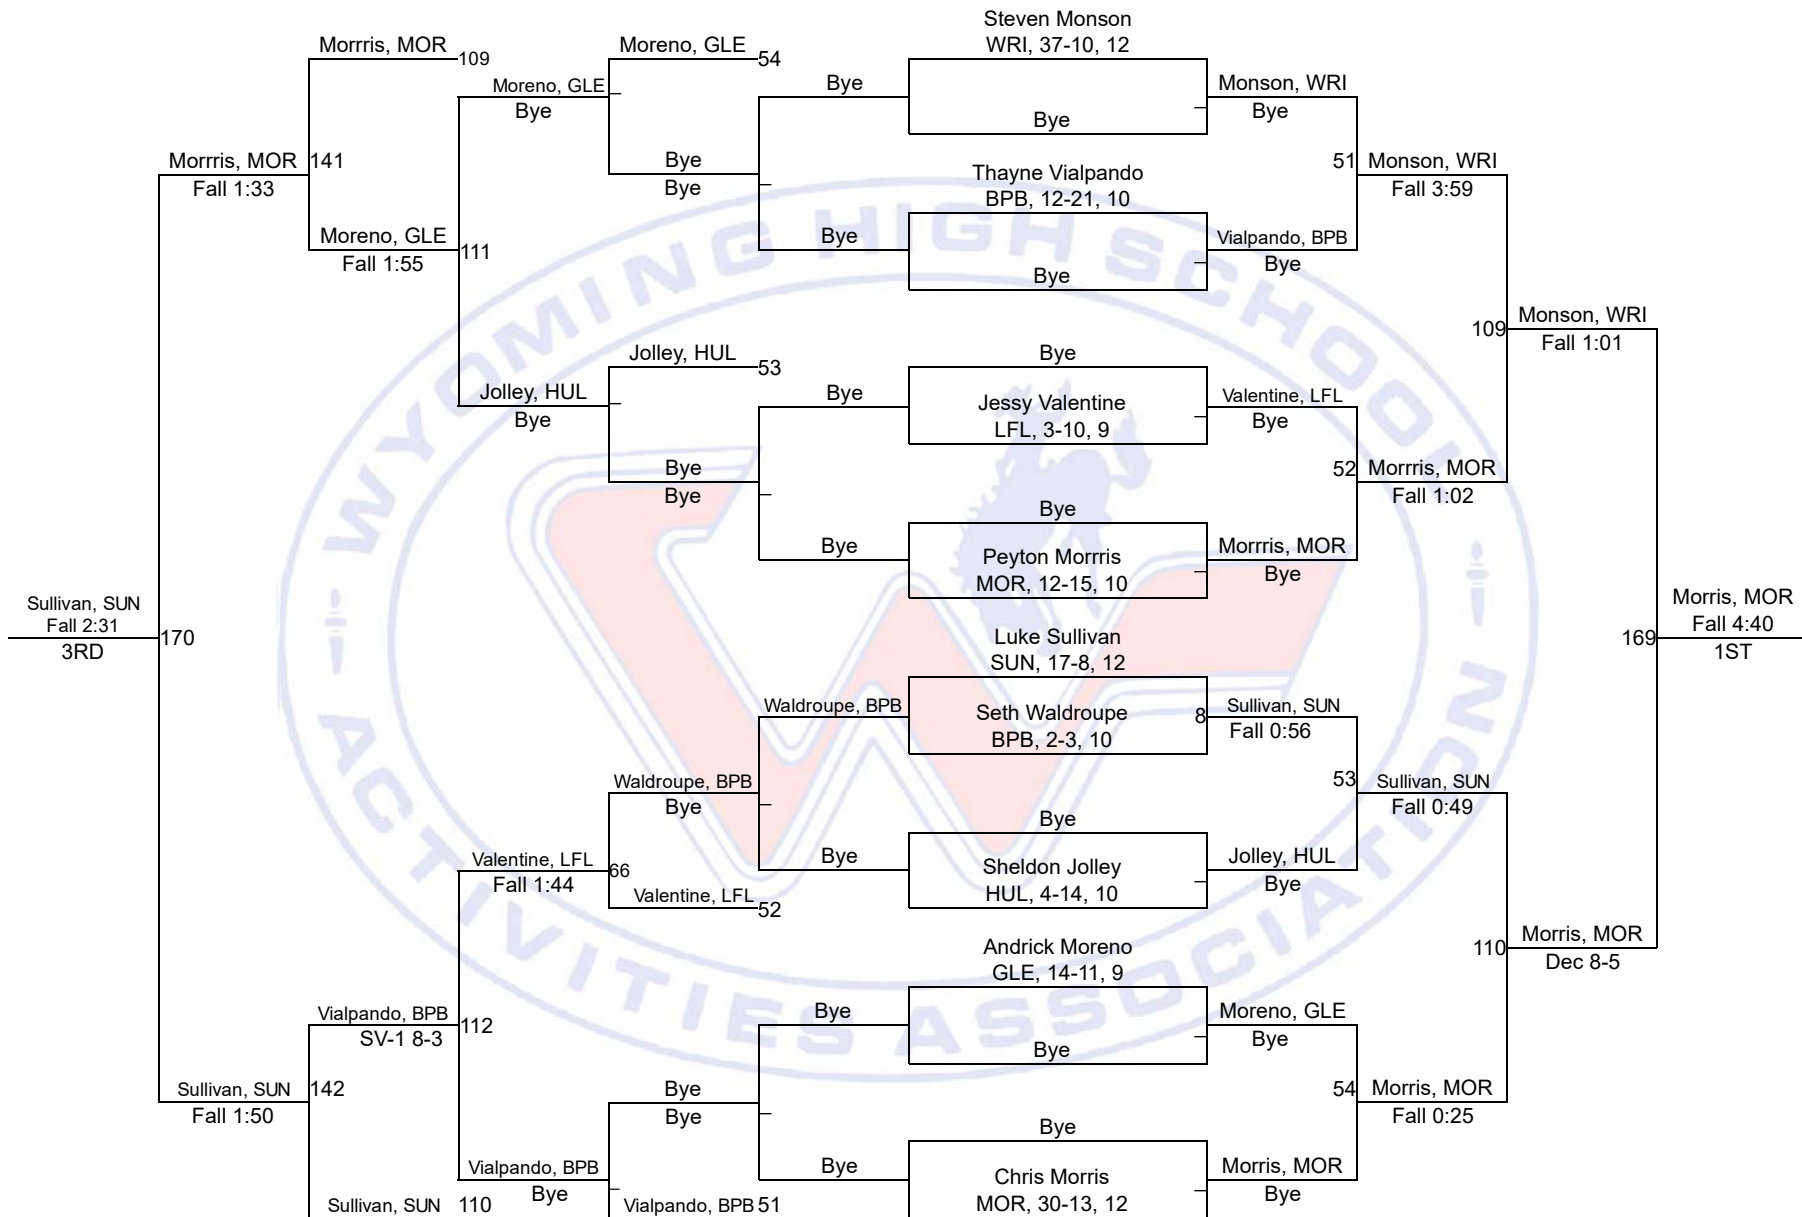 Steven Monson
Morrris, MOR
Moreno, GLE
WRI, 37-10, 12
109
54
Moreno, GLE
Bye
Monson, WRI
Bye
Bye
Bye
Morrris, MOR
141
Bye
51
Monson, WRI
Fall 1:33
Bye
Thayne Vialpando
Fall 3:59
BPB, 12-21, 10
Moreno, GLE
Bye
Vialpando, BPB
111
Fall 1:55
Bye
Bye
Monson, WRI
109
Jolley, HUL
Bye
Fall 1:01
53
Jolley, HUL
Bye
Jessy Valentine
Valentine, LFL
Bye
LFL, 3-10, 9
Bye
Bye
52
Morrris, MOR
Bye
Fall 1:02
Bye
Bye
Peyton Morrris
Morrris, MOR
MOR, 12-15, 10
Bye
Sullivan, SUN
Morris, MOR
Fall 2:31
Fall 4:40
170
Luke Sullivan
169
3RD
SUN, 17-8, 12
1ST
Waldroupe, BPB
Seth Waldroupe
8
Sullivan, SUN
BPB, 2-3, 10
Fall 0:56
Waldroupe, BPB
53
Sullivan, SUN
Bye
Bye
Fall 0:49
Valentine, LFL
66
Bye
Sheldon Jolley
Jolley, HUL
Fall 1:44
HUL, 4-14, 10
Bye
Valentine, LFL
52
Andrick Moreno
110
Morris, MOR
GLE, 14-11, 9
Dec 8-5
Vialpando, BPB
112
Bye
Moreno, GLE
SV-1 8-3
Bye
Bye
Sullivan, SUN
142
Bye
54
Morris, MOR
Fall 1:50
Bye
Fall 0:25
Bye
Vialpando, BPB
Bye
Chris Morris
Morris, MOR
Bye
MOR, 30-13, 12
Bye
Sullivan, SUN
110
Vialpando, BPB
51
WYOMING HIGH SCHOOL
ACTIVITIES ASSOCIATION